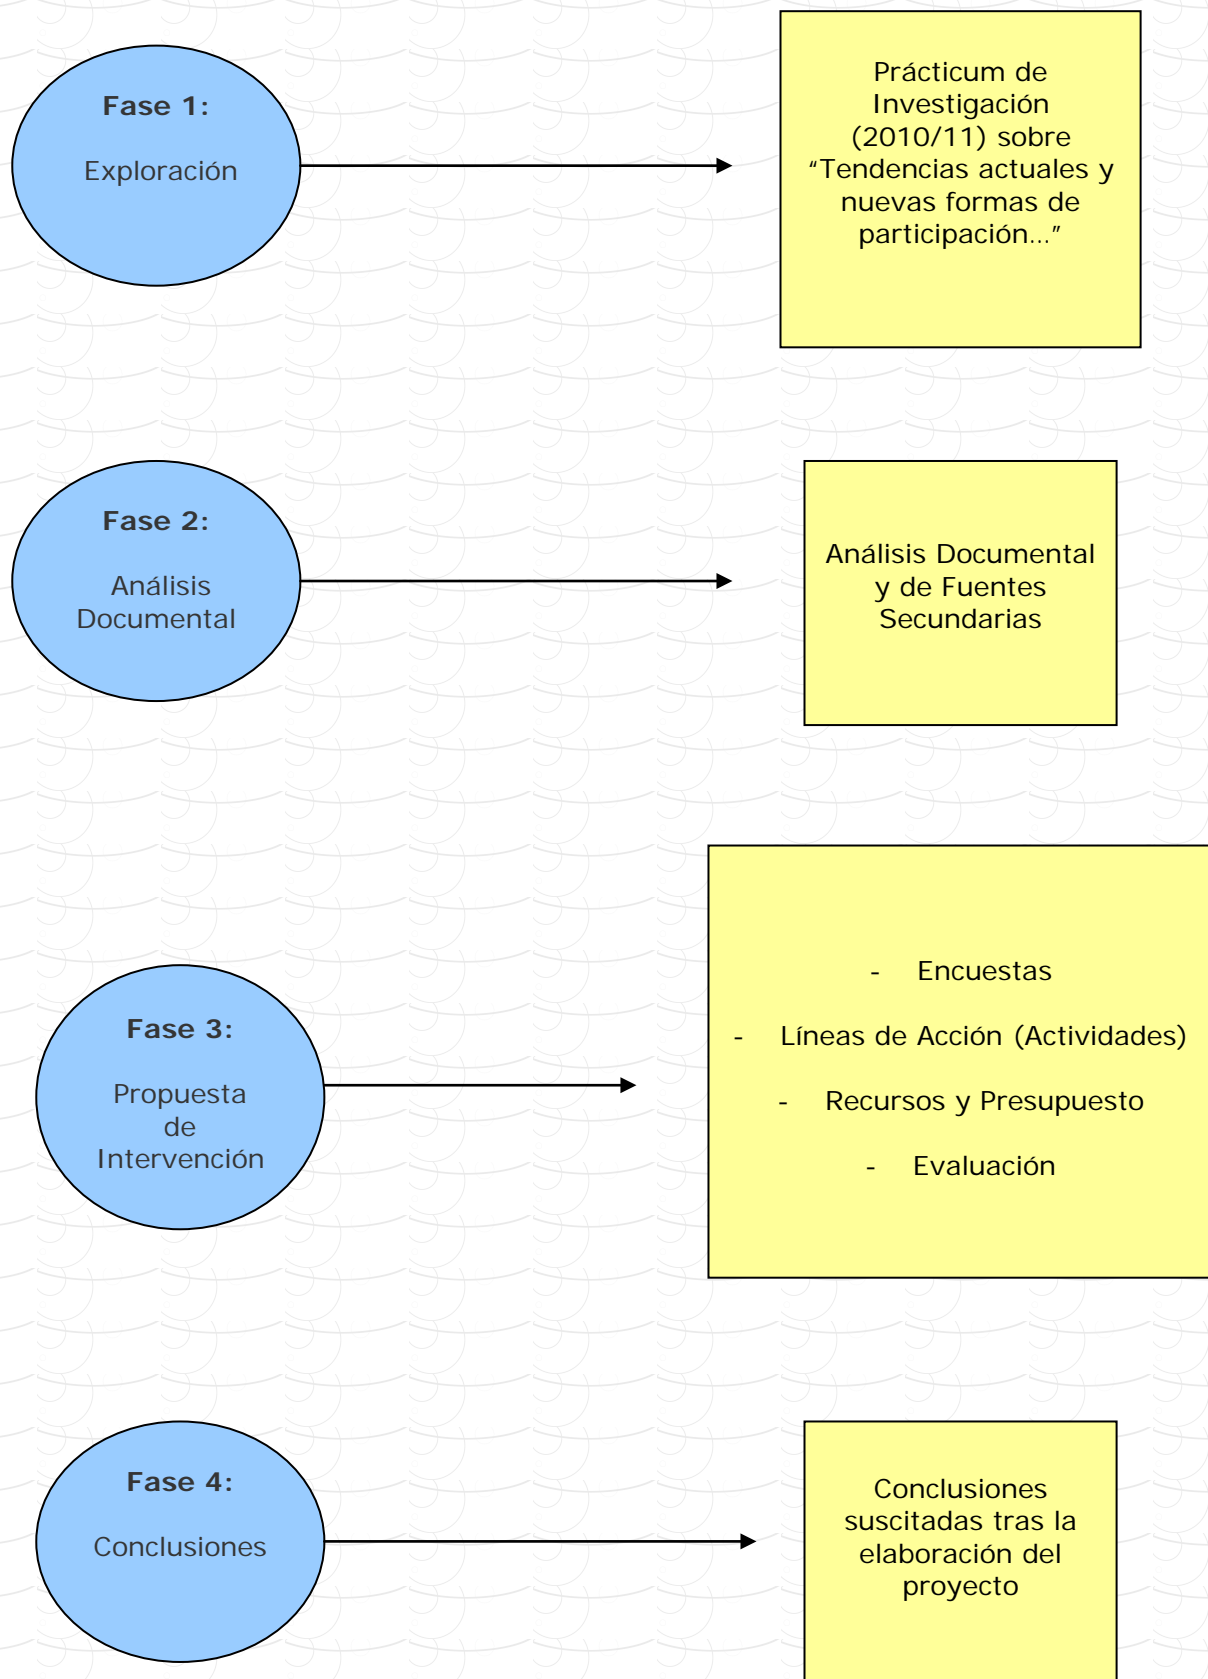 Fase 1:
Exploración
Prácticum de
Investigación
(2010/11) sobre
“Tendencias actuales y
nuevas formas de
participación...”
Fase 2:
Análisis
Documental
Análisis Documental
y de Fuentes
Secundarias
Fase 3:
Propuesta
de
Intervención
- Encuestas
- Líneas de Acción (Actividades)
- Recursos y Presupuesto
- Evaluación
Fase 4:
Conclusiones
Conclusiones
suscitadas tras la
elaboración del
proyecto